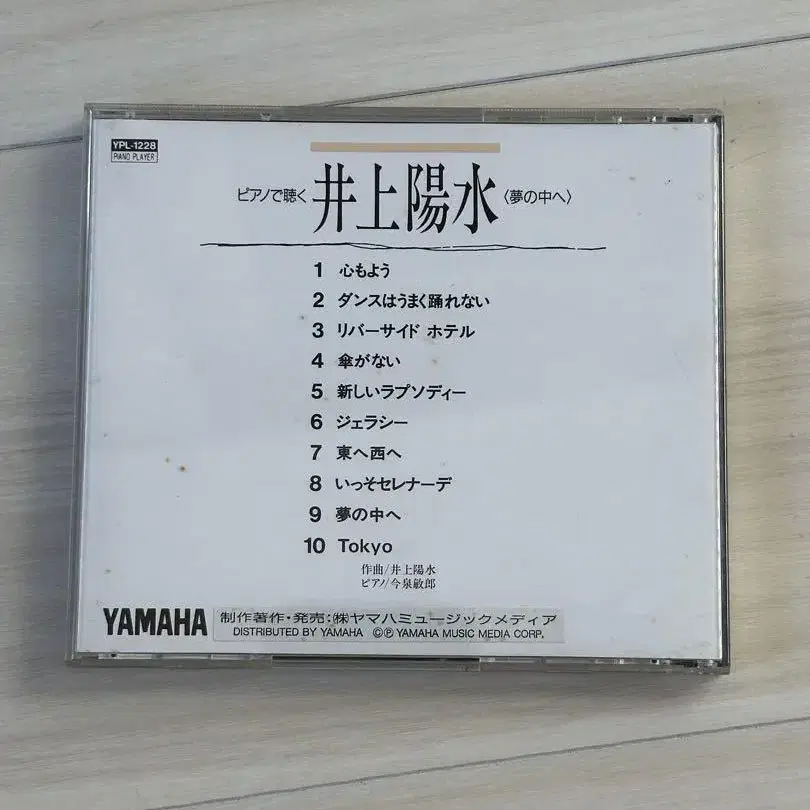 YPL-1228
PIANO PLAYER
ピアノで聴く 井上陽水 〈夢の中へ〉
1 心もよう
2 ダンスはうまく踊れない
3 リバーサイド ホテル
4 傘がない
5 新しいラプソディー
6 ジェラシー
7 東へ西へ
8 いっそセレナーデ
9 夢の中へ
10 Tokyo
作曲/井上陽水
ピアノ/今泉敏郎
YAMAHA
制作著作・発売:㈱ヤマハミュージックメディア
DISTRIBUTED BY YAMAHA ©℗ YAMAHA MUSIC MEDIA CORP.